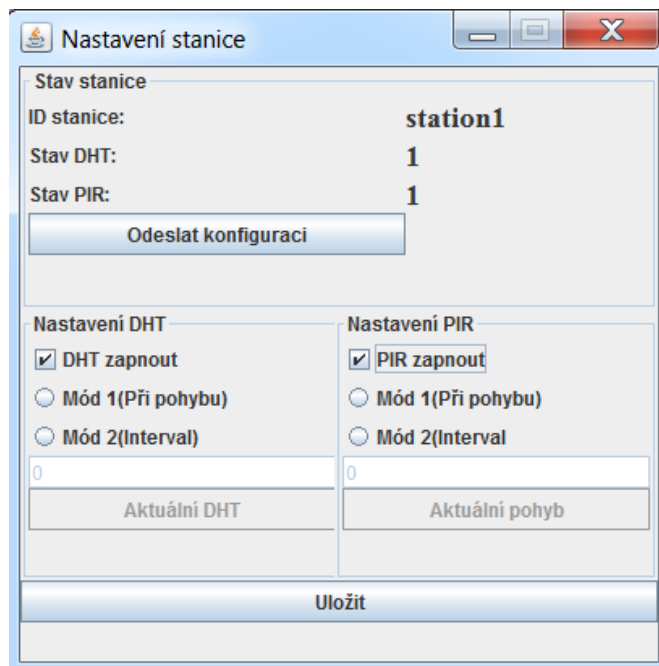 Nastavení stanice
Stav stanice
ID stanice: station1
Stav DHT: 1
Stav PIR: 1
Odeslat konfiguraci
Nastavení DHT
DHT zapnout
Mód 1(Při pohybu)
Mód 2(Interval)
0
Aktuální DHT
Nastavení PIR
PIR zapnout
Mód 1(Při pohybu)
Mód 2(Interval
0
Aktuální pohyb
Uložit